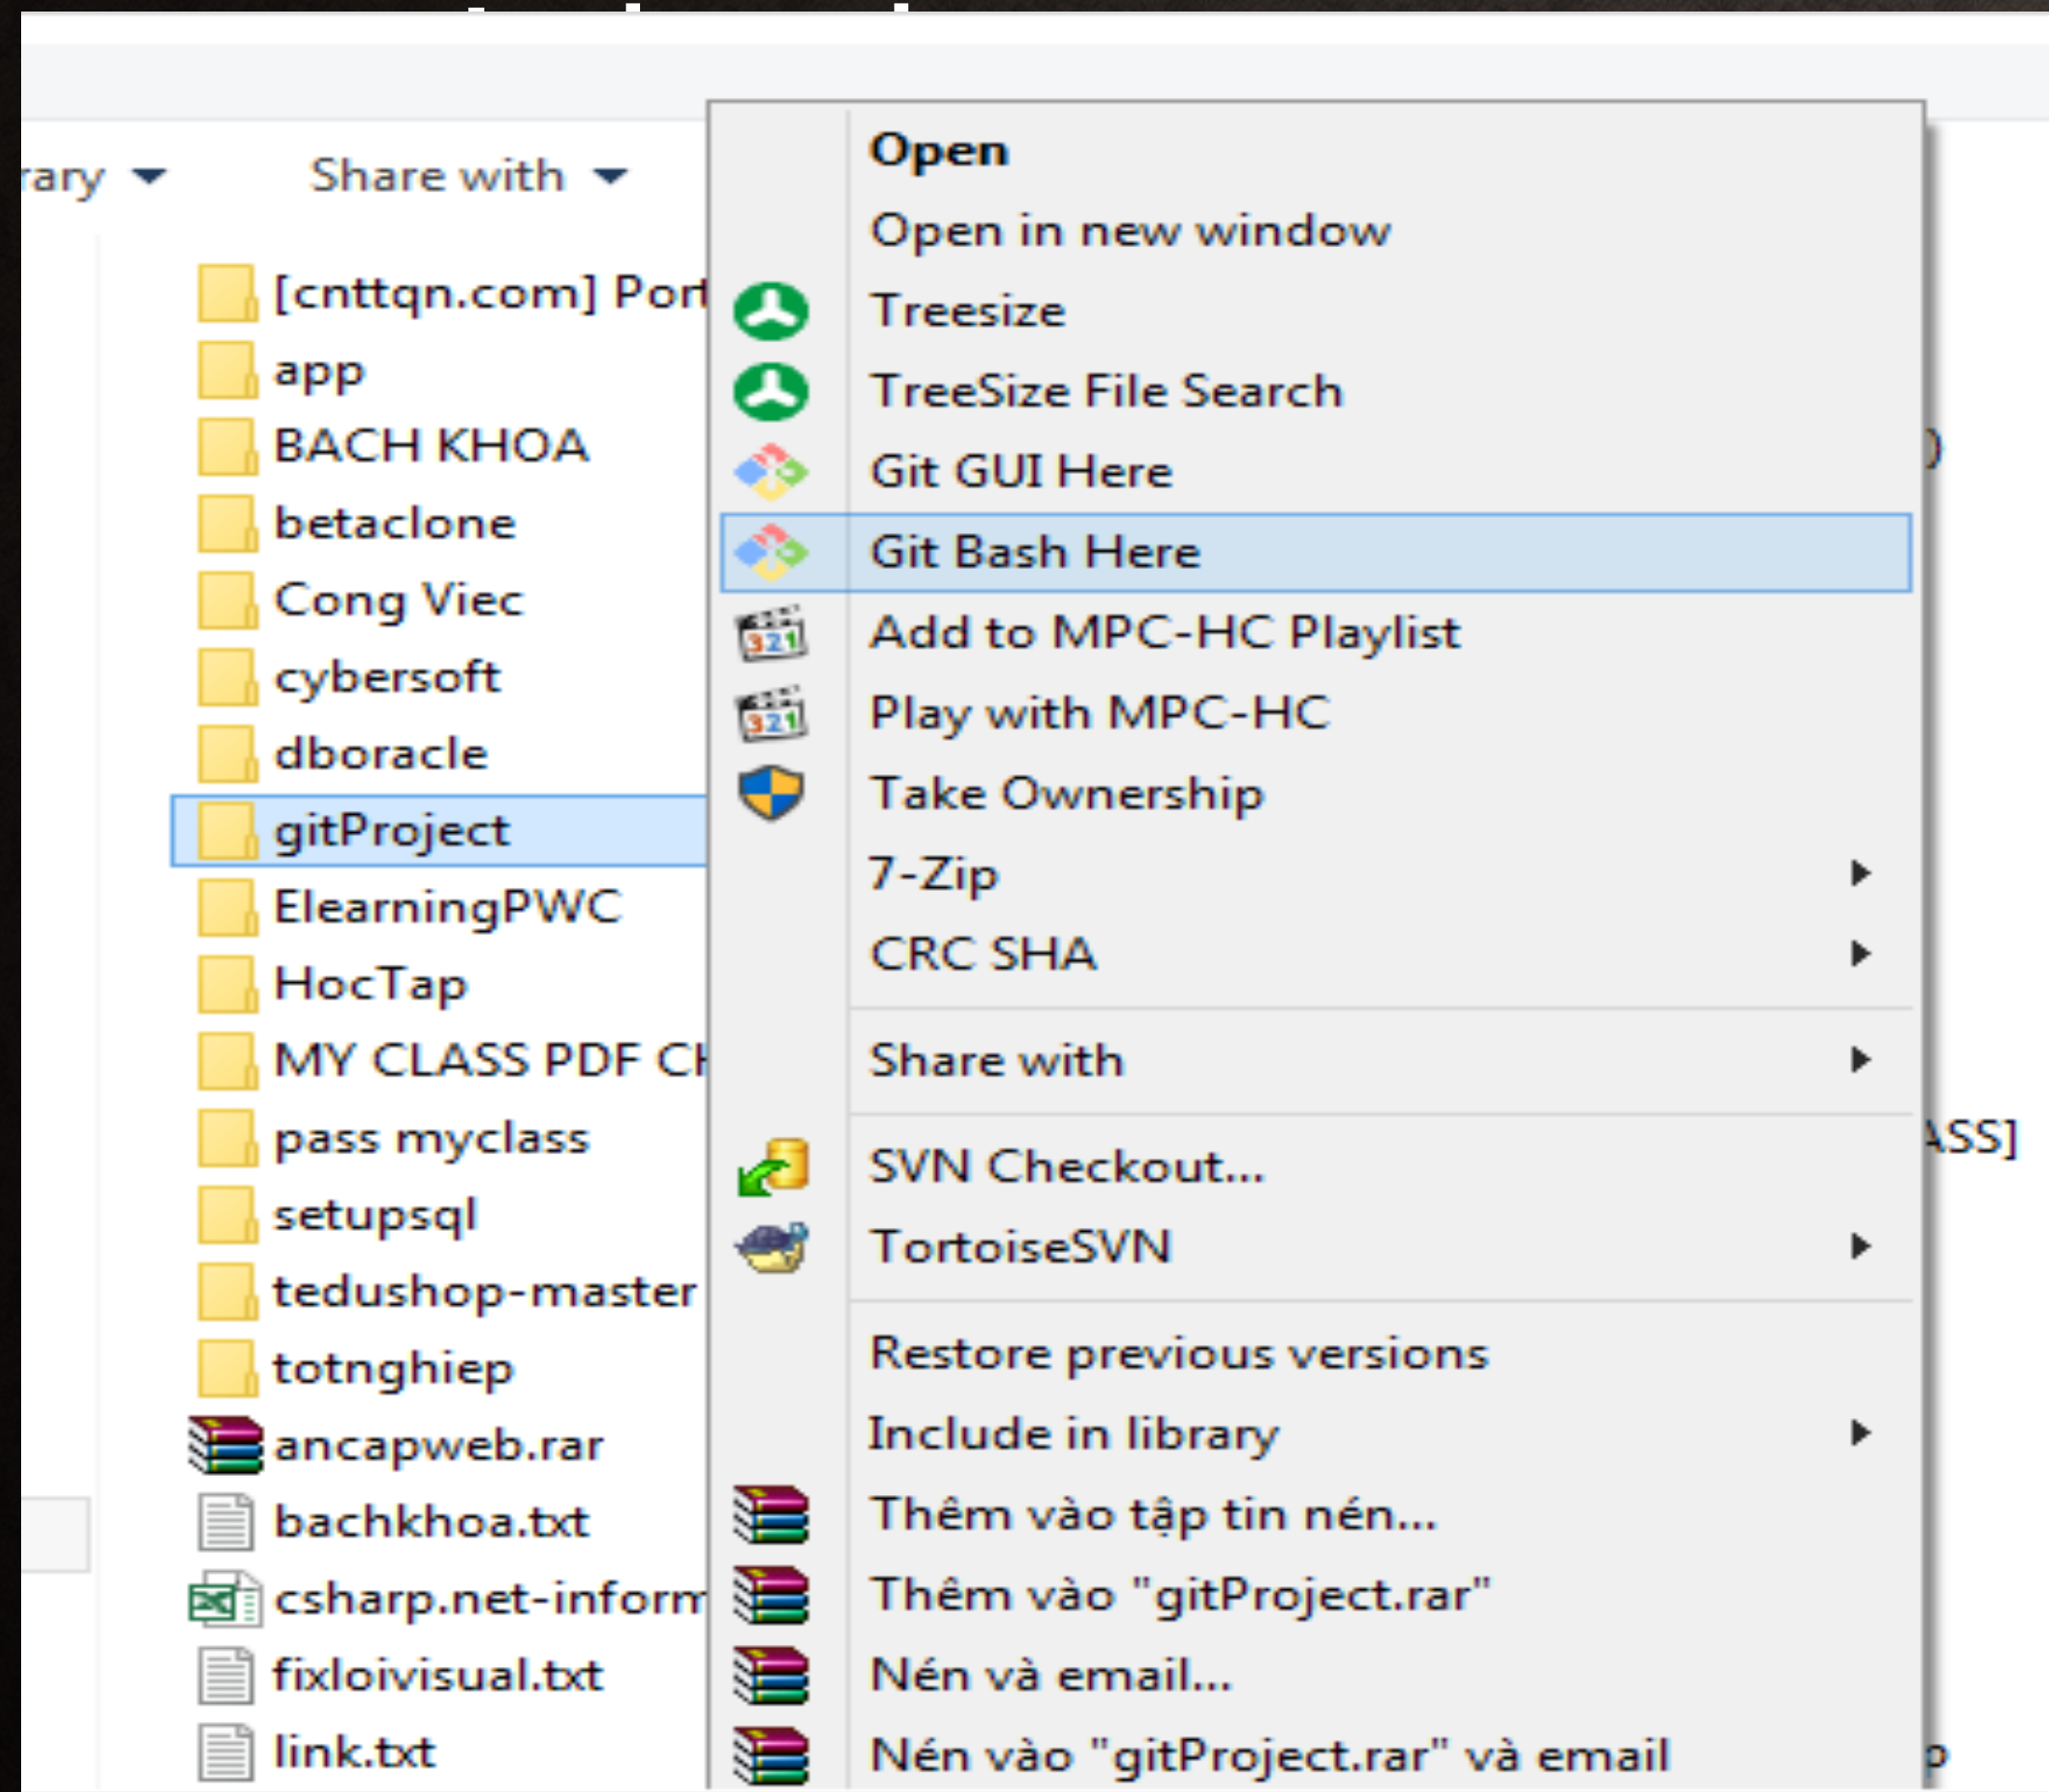 Share with
[cnttqn.com]
app
BACH KHOA
betaclone
Cong Viec
cybersoft
dboracle
gitProject
ElearningPWC
HocTap
MY CLASS PDF
pass myclass
setupsql
tedushop-master
totnghiep
ancapweb.rar
bachkhoa.txt
csharp.net-inform
fixloivisual.txt
link.txt
Open
Open in new window
Treesize
TreeSize File Search
Git GUI Here
Git Bash Here
Add to MPC-HC Playlist
Play with MPC-HC
Take Ownership
7-Zip
CRC SHA
Share with
SVN Checkout...
TortoiseSVN
Restore previous versions
Include in library
Thêm vào tập tin nén...
Thêm vào "gitProject.rar"
Nén và email...
Nén vào "gitProject.rar" và email